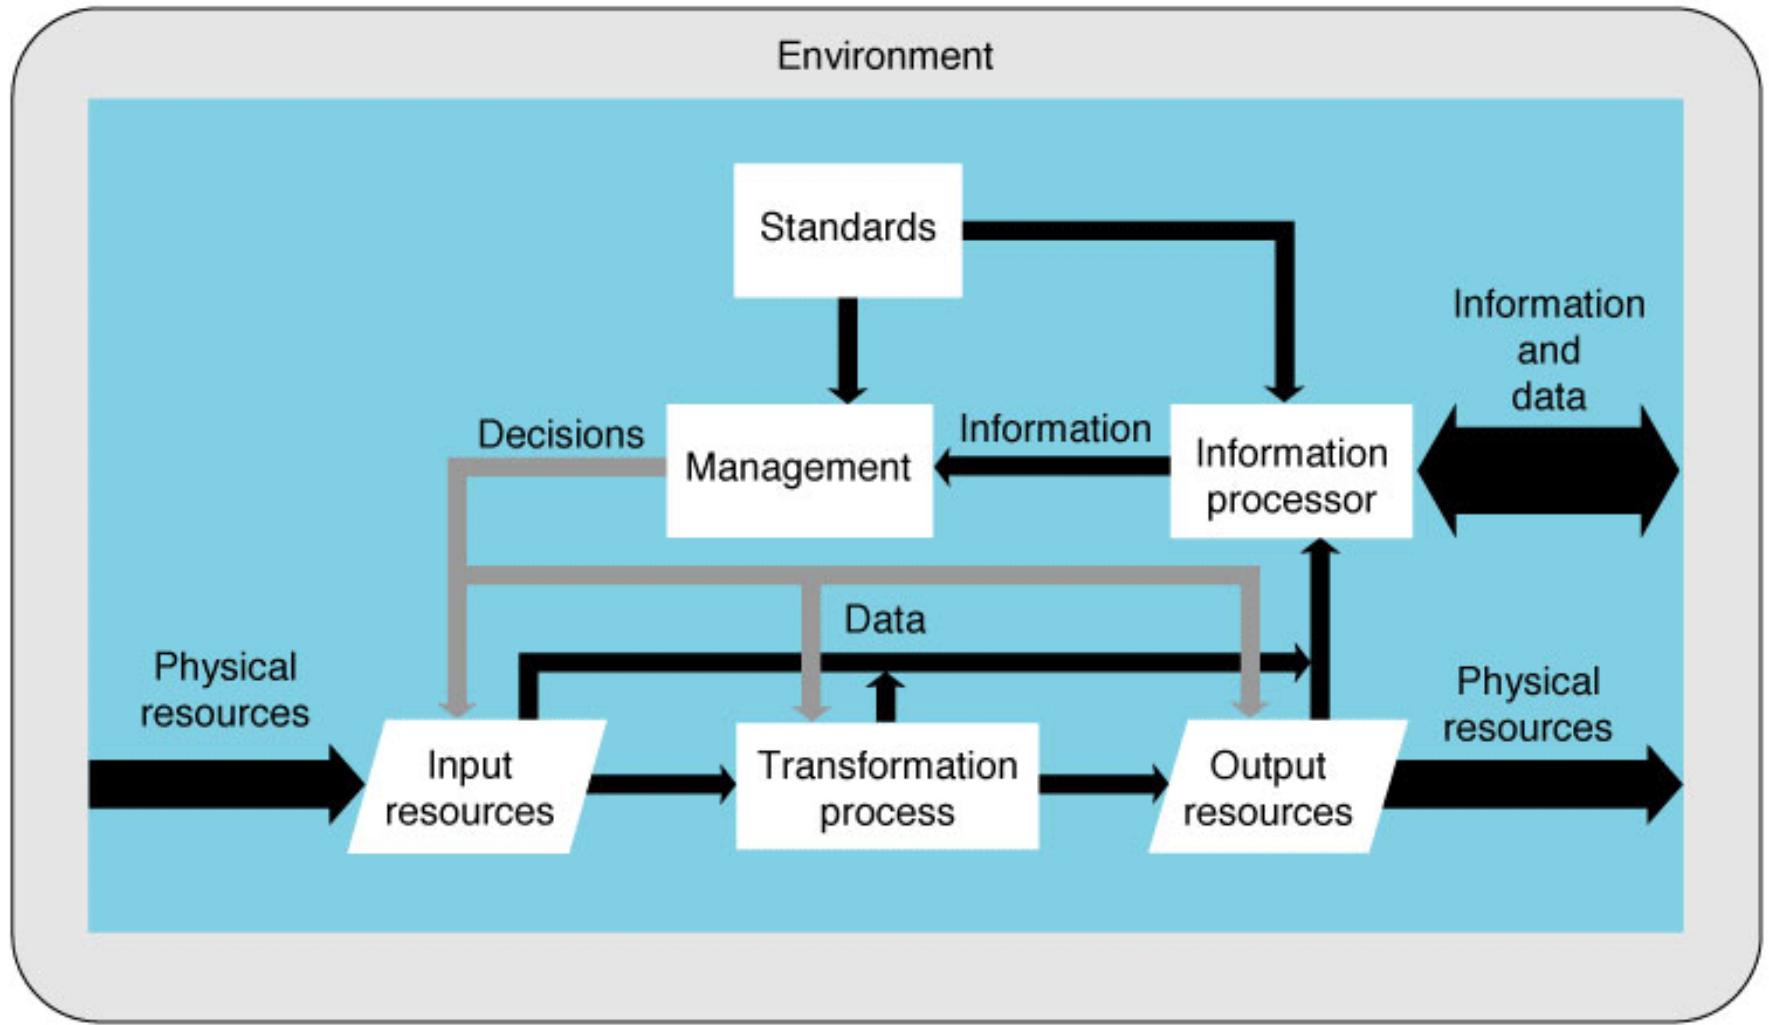 Environment
Standards
Information
and
data
Decisions
Management
Information
Information
processor
Data
Physical
resources
Physical
resources
Input
resources
Transformation
process
Output
resources